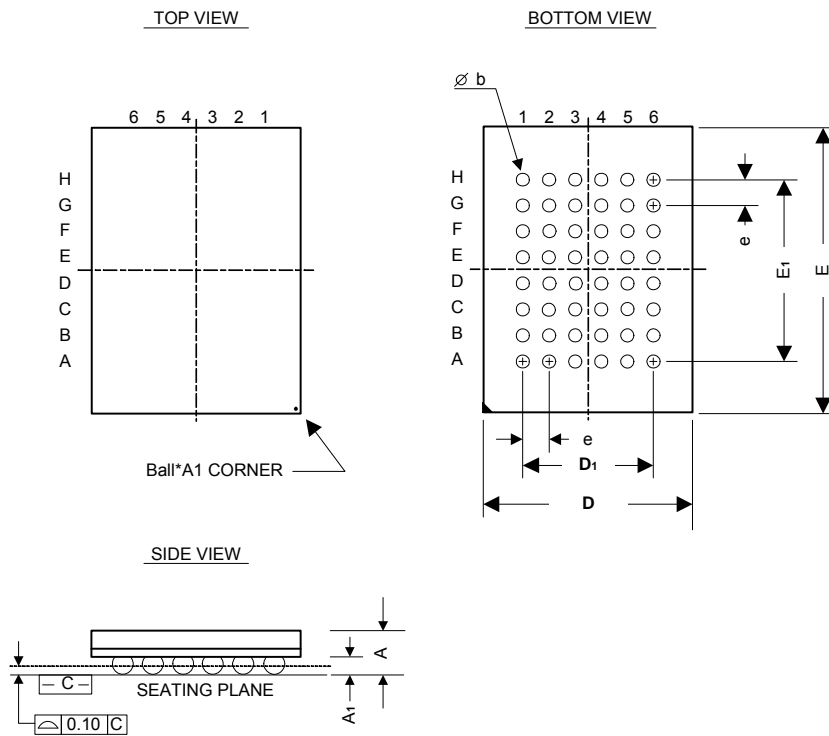 TOP VIEW
6 5 4 3 2 1
H
G
F
E
D
C
B
A
Ball*A1 CORNER
BOTTOM VIEW
∅ b
1 2 3 4 5 6
H
G
F
E
D
C
B
A
e
E1
E
e
D1
D
SIDE VIEW
A
A1
– C –
SEATING PLANE
⌓ 0.10 C